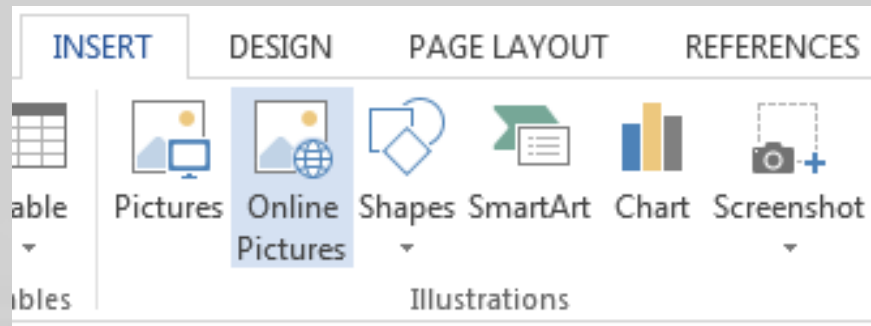 INSERT DESIGN PAGE LAYOUT REFERENCES
able Pictures Online Pictures Shapes SmartArt Chart Screenshot
ables Illustrations